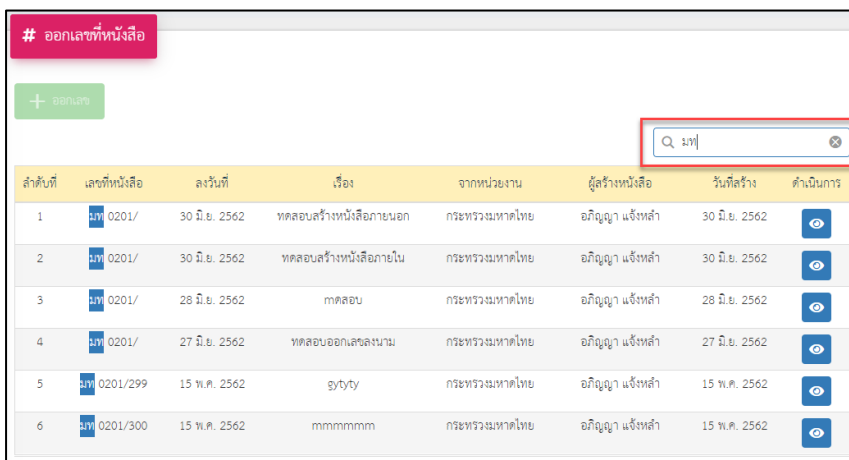 # ออกเลขที่หนังสือ
+ ออกเลข
มท
ลำดับที่ เลขที่หนังสือ ลงวันที่ เรื่อง จากหน่วยงาน ผู้สร้างหนังสือ วันที่สร้าง ดำเนินการ
1 มท 0201/ 30 มิ.ย. 2562 ทดสอบสร้างหนังสือภายนอก กระทรวงมหาดไทย อภิญญา แจ้งหลำ 30 มิ.ย. 2562
2 มท 0201/ 30 มิ.ย. 2562 ทดสอบสร้างหนังสือภายใน กระทรวงมหาดไทย อภิญญา แจ้งหลำ 30 มิ.ย. 2562
3 มท 0201/ 28 มิ.ย. 2562 mดสอบ กระทรวงมหาดไทย อภิญญา แจ้งหลำ 28 มิ.ย. 2562
4 มท 0201/ 27 มิ.ย. 2562 ทดสอบออกเลขลงนาม กระทรวงมหาดไทย อภิญญา แจ้งหลำ 27 มิ.ย. 2562
5 มท 0201/299 15 พ.ค. 2562 gytyty กระทรวงมหาดไทย อภิญญา แจ้งหลำ 15 พ.ค. 2562
6 มท 0201/300 15 พ.ค. 2562 mmmmmm กระทรวงมหาดไทย อภิญญา แจ้งหลำ 15 พ.ค. 2562